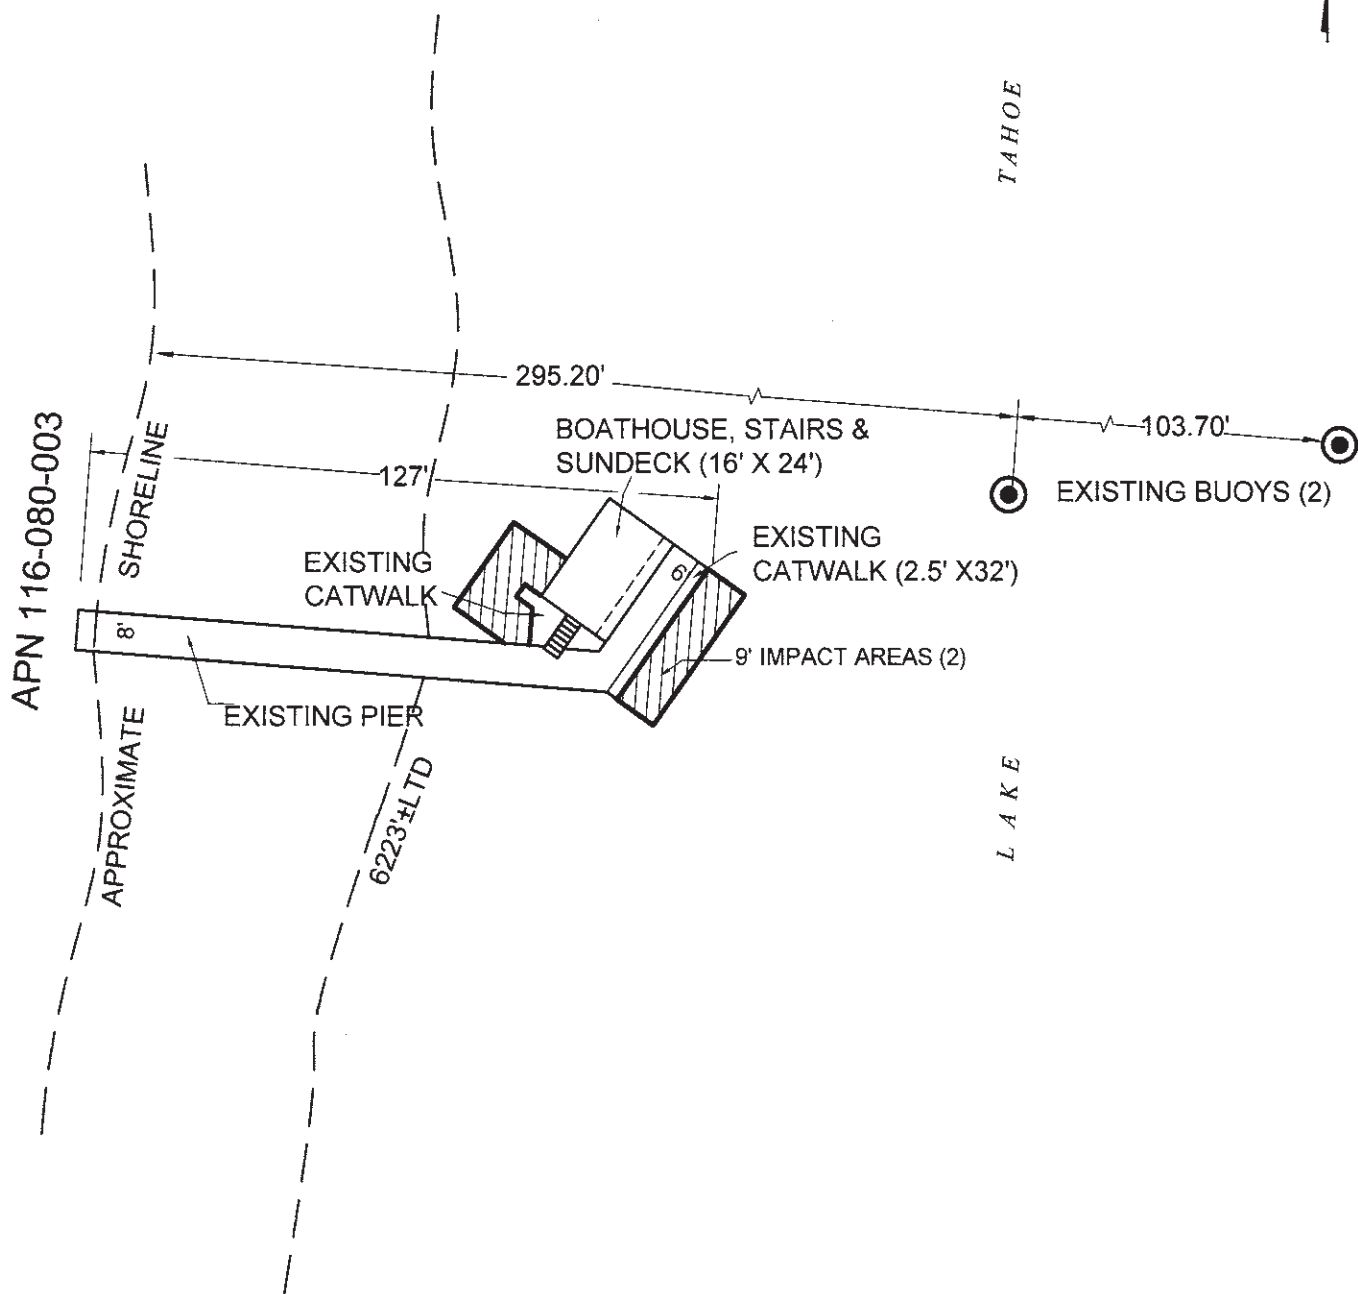 TAHOE
295.20'
103.70'
BOATHOUSE, STAIRS &
SUNDECK (16' X 24')
127'
EXISTING BUOYS (2)
APN 116-080-003
SHORELINE
EXISTING
CATWALK
6'
EXISTING
CATWALK (2.5' X32')
8'
9' IMPACT AREAS (2)
EXISTING PIER
APPROXIMATE
6223'±LTD
LAKE